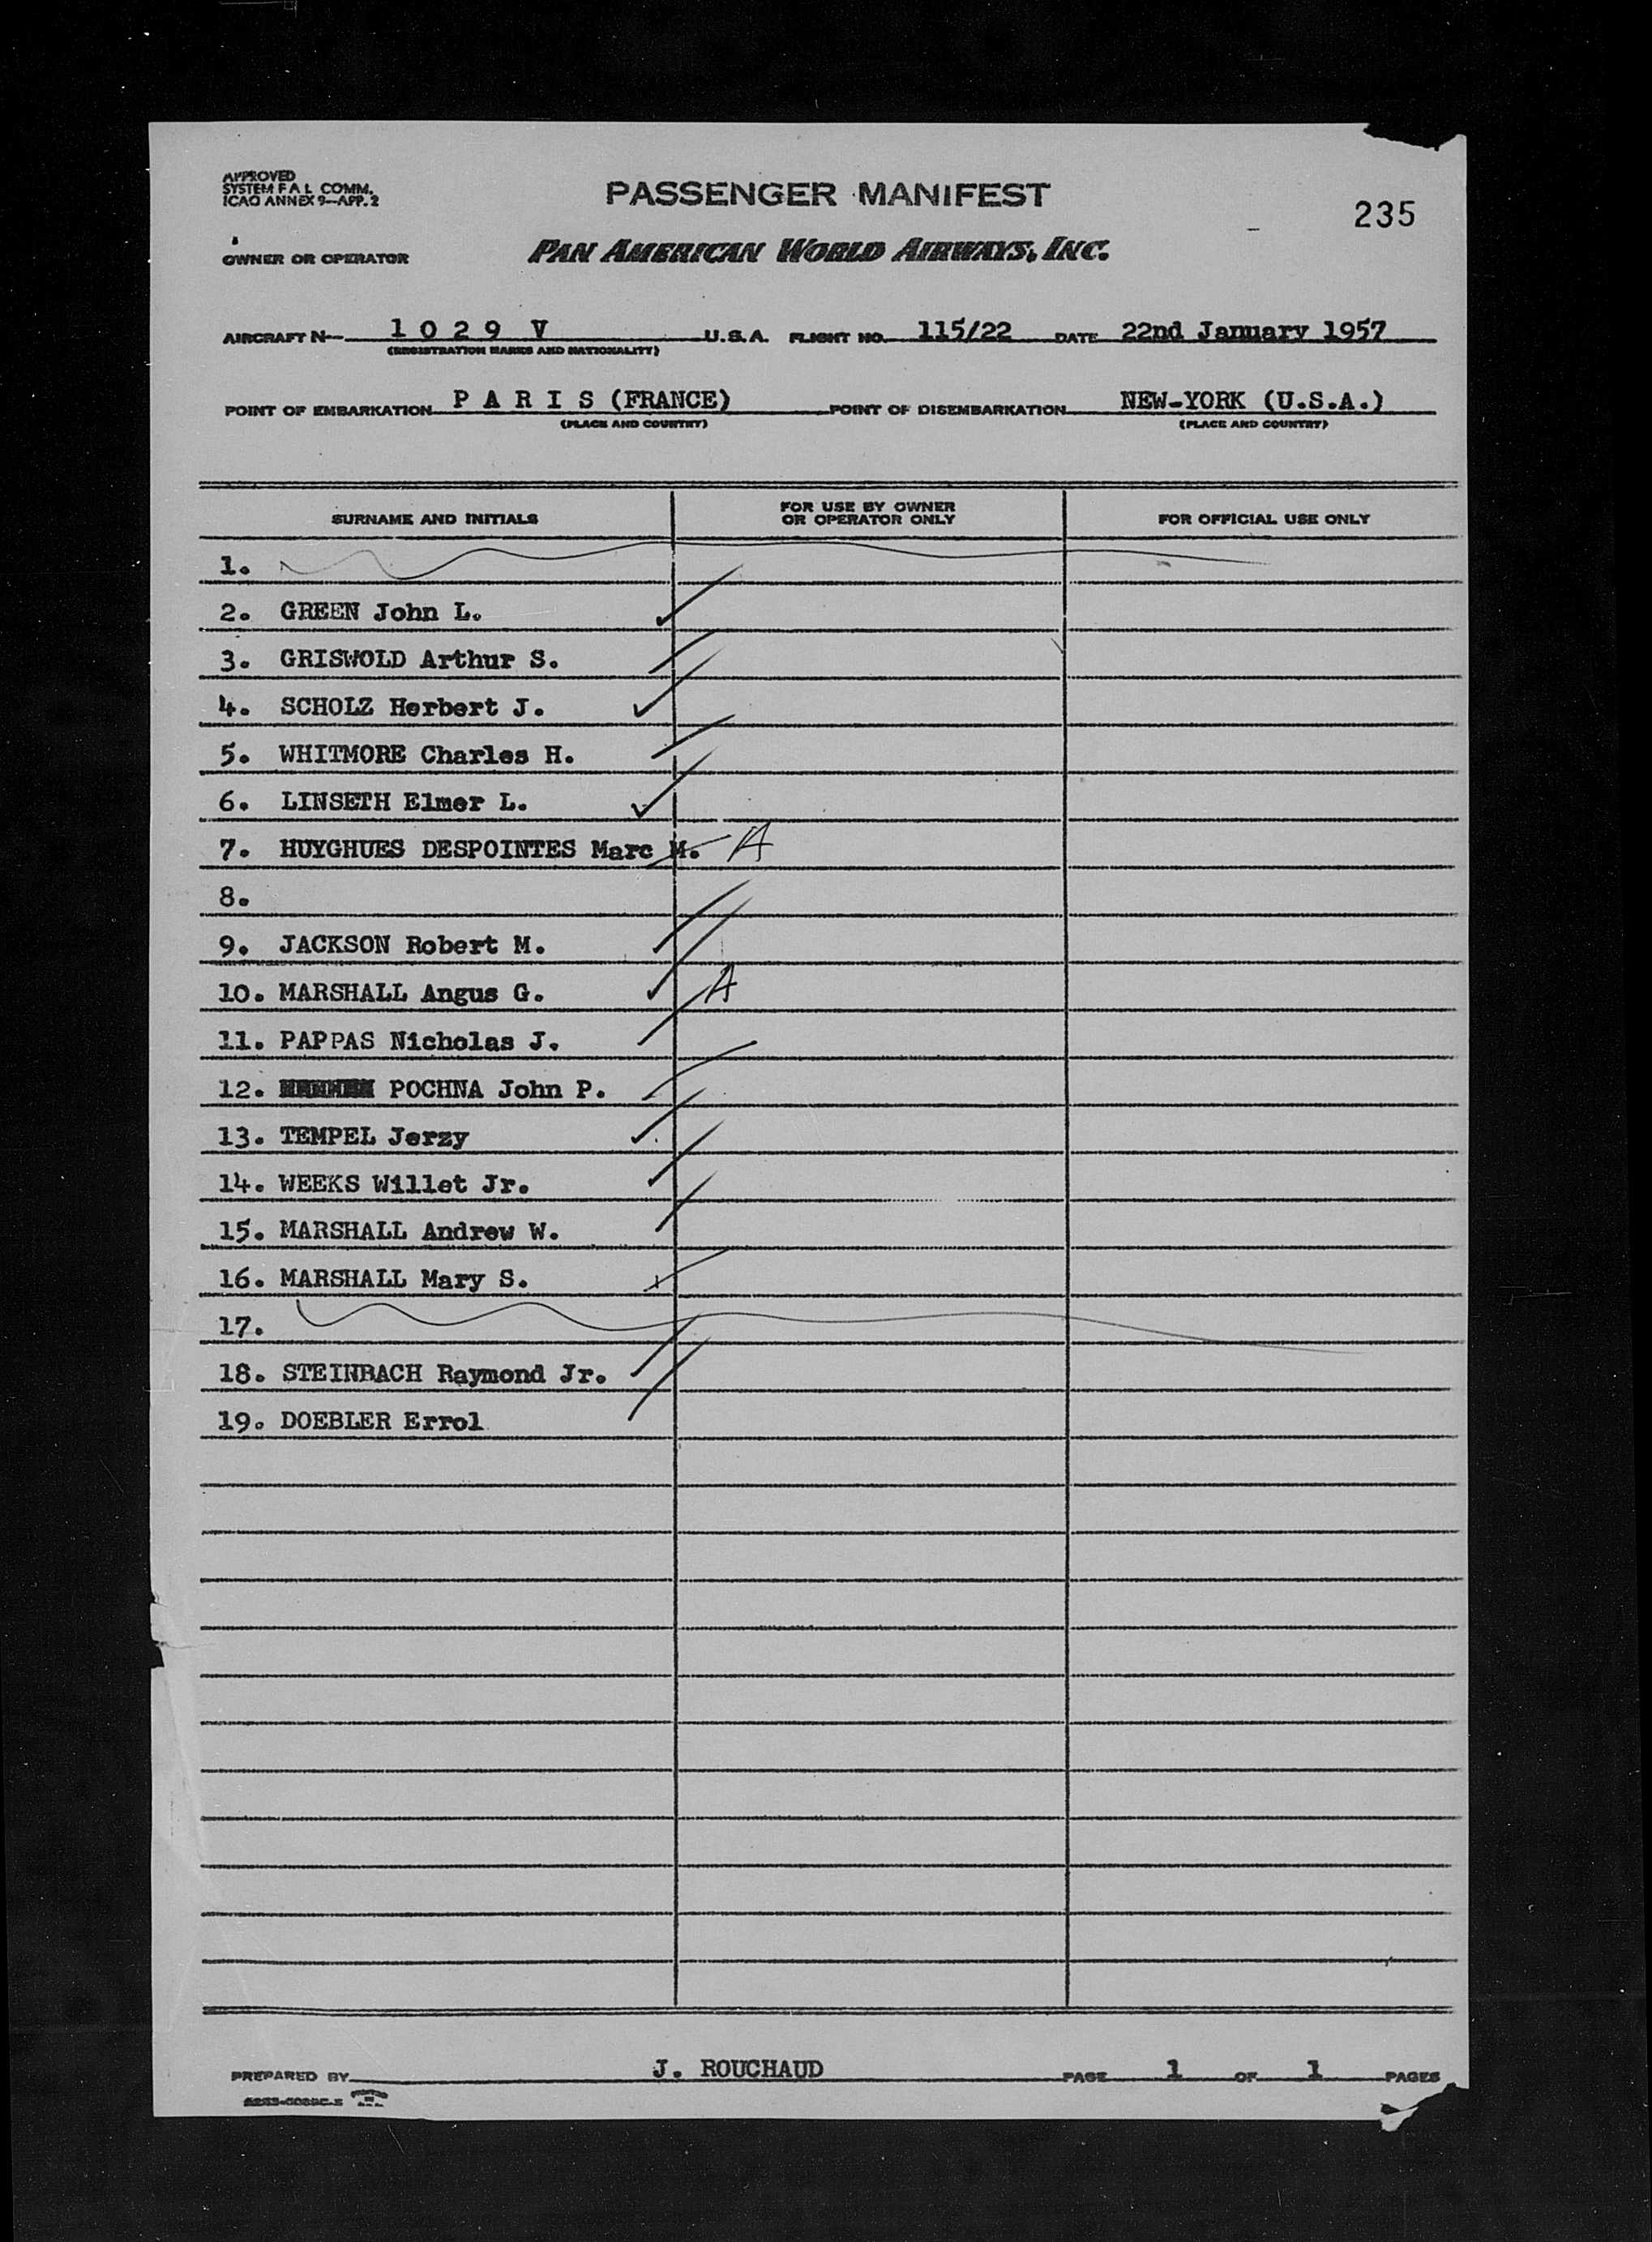 APPROVED
SYSTEM F A L COMM.
ICAO ANNEX 9—APP. 2
PASSENGER MANIFEST
235
OWNER OR OPERATOR
PAN AMERICAN WORLD AIRWAYS, INC.
AIRCRAFT N— 1 0 2 9 V U.S.A. FLIGHT NO. 115/22 DATE 22nd January 1957
(REGISTRATION MARKS AND NATIONALITY)
POINT OF EMBARKATION P A R I S (FRANCE) POINT OF DISEMBARKATION NEW-YORK (U.S.A.)
(PLACE AND COUNTRY) (PLACE AND COUNTRY)
SURNAME AND INITIALS FOR USE BY OWNER OR OPERATOR ONLY FOR OFFICIAL USE ONLY
1.
2. GREEN John L.
3. GRISWOLD Arthur S.
4. SCHOLZ Herbert J.
5. WHITMORE Charles H.
6. LINSETH Elmer L.
7. HUYGHUES DESPOINTES Marc M. A
8.
9. JACKSON Robert M.
10. MARSHALL Angus G. A
11. PAPPAS Nicholas J.
12. POCHNA John P.
13. TEMPEL Jerzy
14. WEEKS Willet Jr.
15. MARSHALL Andrew W.
16. MARSHALL Mary S.
17.
18. STEINBACH Raymond Jr.
19. DOEBLER Errol
PREPARED BY J. ROUCHAUD PAGE 1 OF 1 PAGES